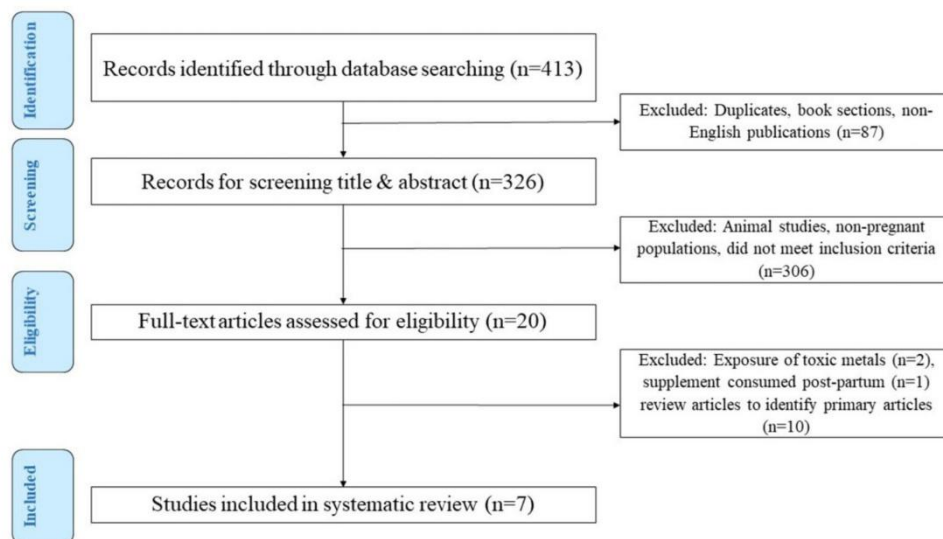 Identification
Records identified through database searching (n=413)
Excluded: Duplicates, book sections, non-
English publications (n=87)
Screening
Records for screening title & abstract (n=326)
Excluded: Animal studies, non-pregnant
populations, did not meet inclusion criteria
(n=306)
Eligibility
Full-text articles assessed for eligibility (n=20)
Excluded: Exposure of toxic metals (n=2),
supplement consumed post-partum (n=1)
review articles to identify primary articles
(n=10)
Included
Studies included in systematic review (n=7)